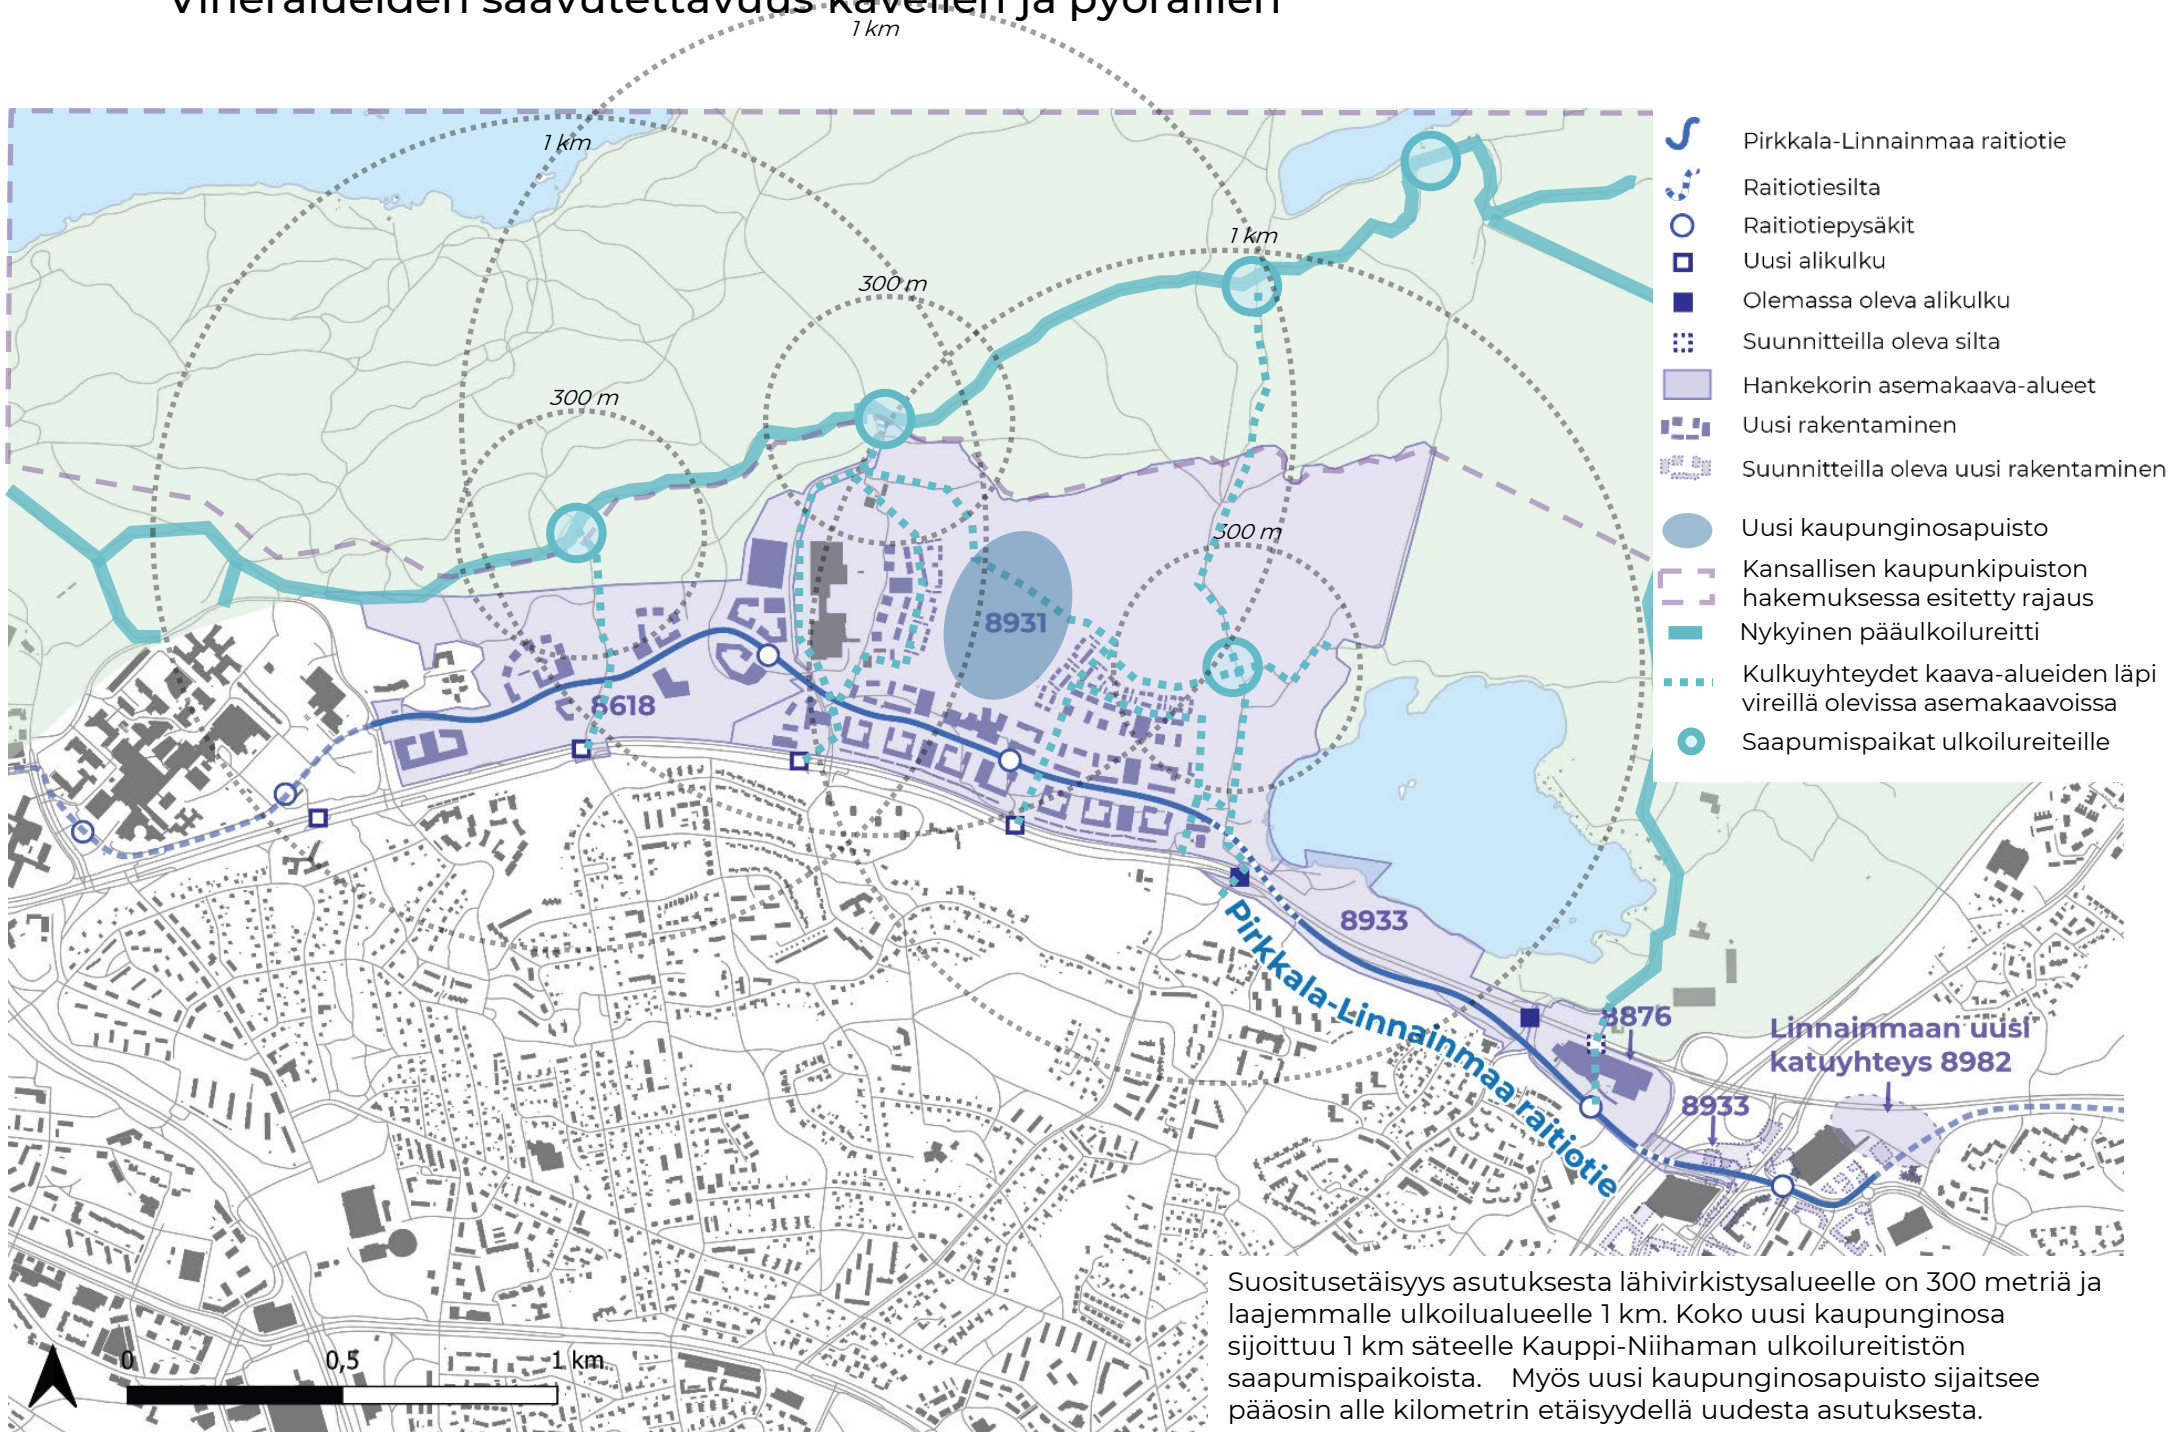 Viheralueiden saavutettavuus kävellen ja pyöräillen
1 km
1 km
1 km
300 m
300 m
300 m
8931
8618
8933
8876
8933
Pirkkala-Linnainmaa raitiotie
Linnainmaan uusi
katuyhteys 8982
Pirkkala-Linnainmaa raitiotie
Raitiotiesilta
Raitiotiepysäkit
Uusi alikulku
Olemassa oleva alikulku
Suunnitteilla oleva silta
Hankekorin asemakaava-alueet
Uusi rakentaminen
Suunnitteilla oleva uusi rakentaminen
Uusi kaupunginosapuisto
Kansallisen kaupunkipuiston
hakemuksessa esitetty rajaus
Nykyinen pääulkoilureitti
Kulkuyhteydet kaava-alueiden läpi
vireillä olevissa asemakaavoissa
Saapumispaikat ulkoilureiteille
0 0,5 1 km
Suositusetäisyys asutuksesta lähivirkistysalueelle on 300 metriä ja
laajemmalle ulkoilualueelle 1 km. Koko uusi kaupunginosa
sijoittuu 1 km säteelle Kauppi-Niihaman ulkoilureitistön
saapumispaikoista. Myös uusi kaupunginosapuisto sijaitsee
pääosin alle kilometrin etäisyydellä uudesta asutuksesta.